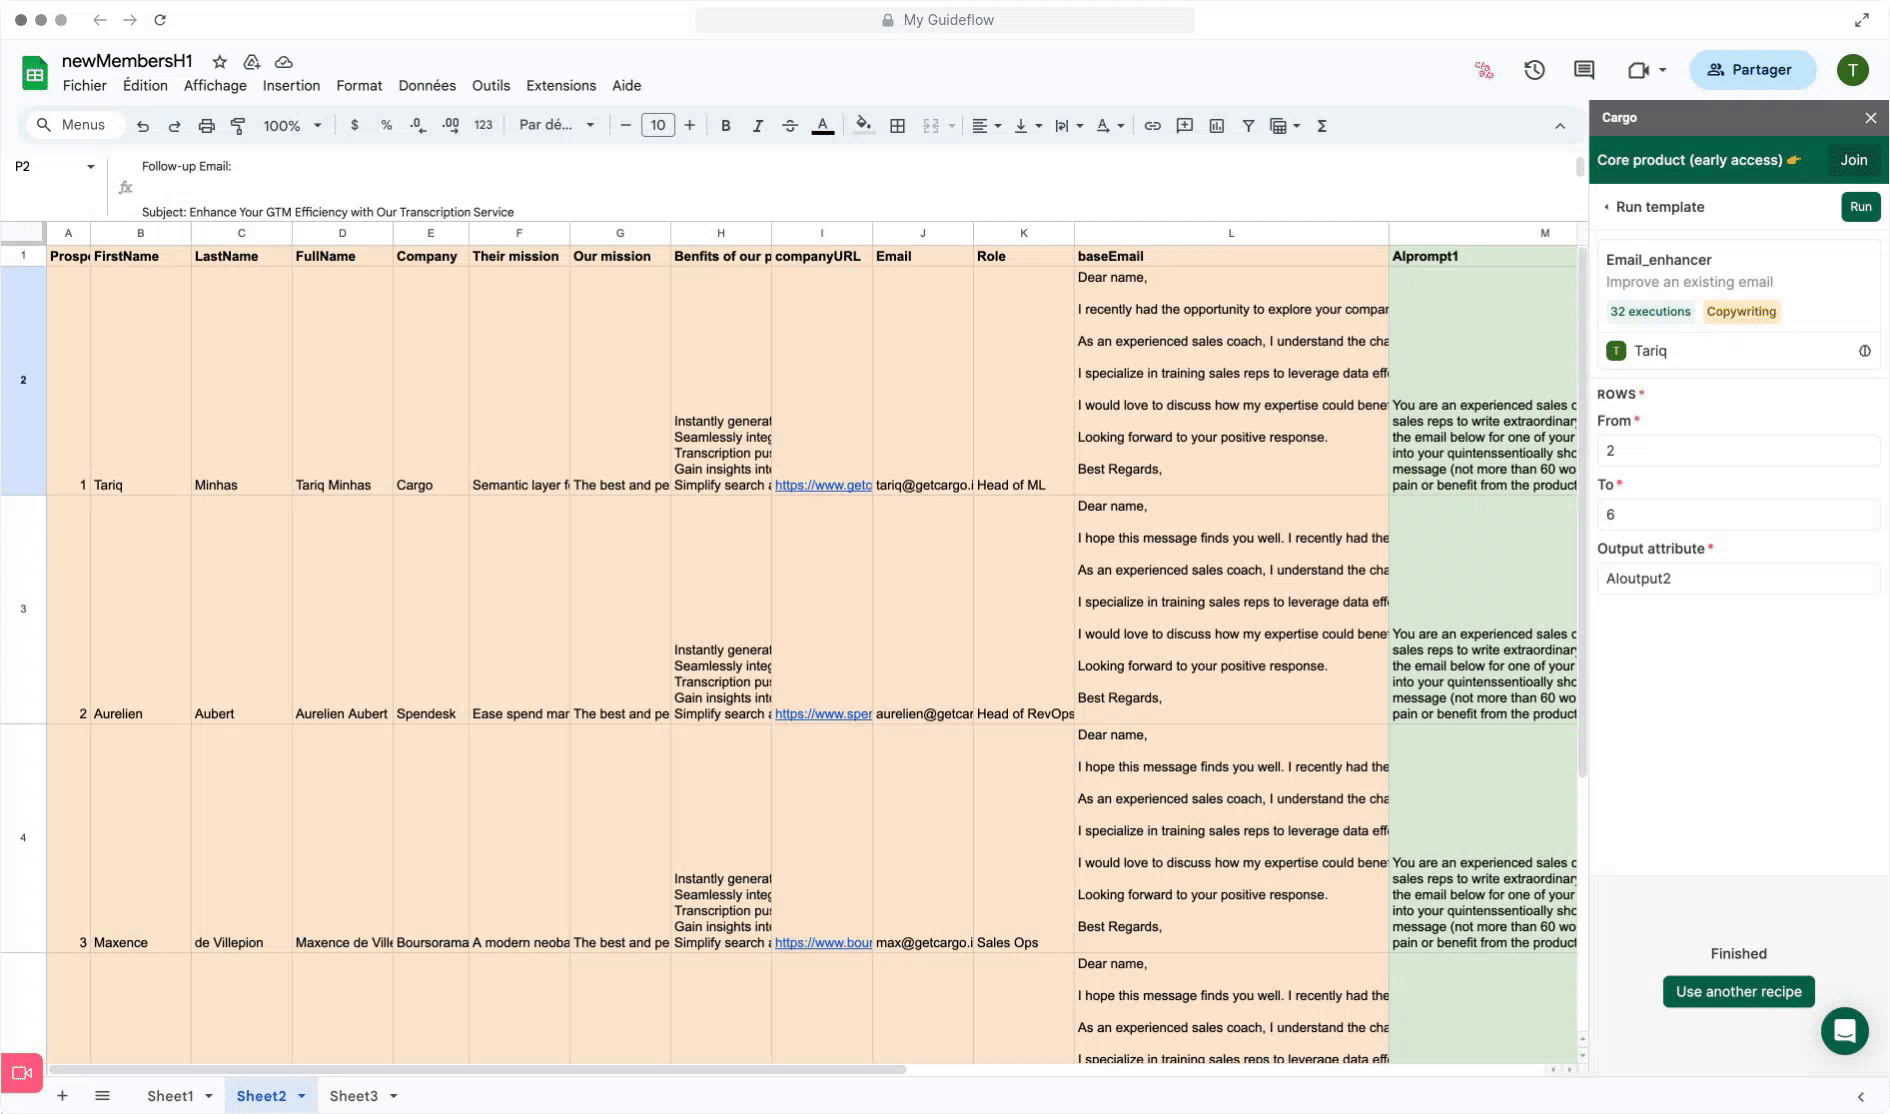 My Guideflow
newMembersH1
Fichier Édition Affichage Insertion Format Données Outils Extensions Aide
Partager
T
Menus
100%
$ % .0 .00 123
Par dé...
10
B I A
Cargo
Core product (early access) 
Join
P2
Follow-up Email:
Subject: Enhance Your GTM Efficiency with Our Transcription Service
Run template
Run
A B C D E F G H I J K L M
1 Prospe FirstName LastName FullName Company Their mission Our mission Benfits of our p companyURL Email Role baseEmail AIprompt1
2
Dear name,
I recently had the opportunity to explore your compar
As an experienced sales coach, I understand the cha
I specialize in training sales reps to leverage data effe
I would love to discuss how my expertise could bene
Looking forward to your positive response.
Best Regards,
Instantly generat
Seamlessly integ
Transcription pus
Gain insights into
Simplify search a
You are an experienced sales c
sales reps to write extraordinary
the email below for one of your
into your quintenssentioally sho
message (not more than 60 wo
pain or benefit from the product
1 Tariq Minhas Tariq Minhas Cargo Semantic layer f The best and pe https://www.getc tariq@getcargo.i Head of ML
3
Dear name,
I hope this message finds you well. I recently had the
As an experienced sales coach, I understand the cha
I specialize in training sales reps to leverage data effe
I would love to discuss how my expertise could bene
Looking forward to your positive response.
Best Regards,
Instantly generat
Seamlessly integ
Transcription pus
Gain insights into
Simplify search a
You are an experienced sales c
sales reps to write extraordinary
the email below for one of your
into your quintenssentioally sho
message (not more than 60 wo
pain or benefit from the product
2 Aurelien Aubert Aurelien Aubert Spendesk Ease spend mar The best and pe https://www.sper aurelien@getcar Head of RevOps
4
Dear name,
I hope this message finds you well. I recently had the
As an experienced sales coach, I understand the cha
I specialize in training sales reps to leverage data effe
I would love to discuss how my expertise could bene
Looking forward to your positive response.
Best Regards,
Instantly generat
Seamlessly integ
Transcription pus
Gain insights into
Simplify search a
You are an experienced sales c
sales reps to write extraordinary
the email below for one of your
into your quintenssentioally sho
message (not more than 60 wo
pain or benefit from the product
3 Maxence de Villepion Maxence de Ville Boursorama A modern neoba The best and pe https://www.bour max@getcargo.i Sales Ops
Dear name,
I hope this message finds you well. I recently had the
As an experienced sales coach, I understand the cha
I specialize in training sales reps to leverage data effe
Email_enhancer
Improve an existing email
32 executions Copywriting
T Tariq
ROWS *
From *
2
To *
6
Output attribute *
AIoutput2
Finished
Use another recipe
Sheet1 Sheet2 Sheet3